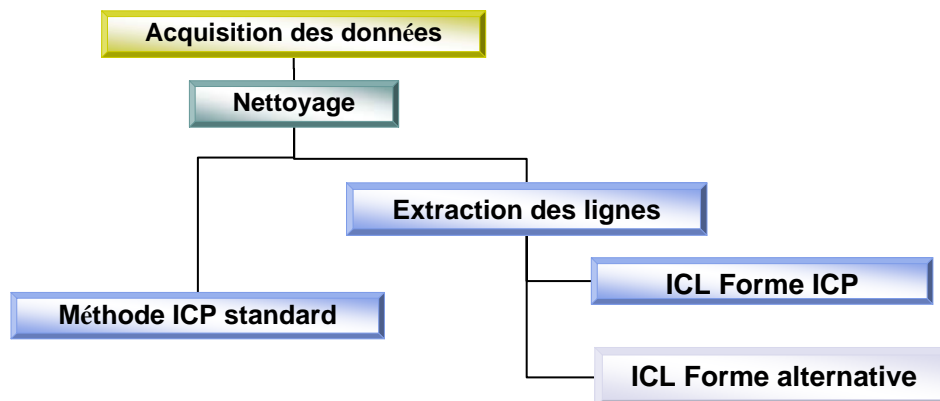 Acquisition des données
Nettoyage
Extraction des lignes
ICL Forme ICP
Méthode ICP standard
ICL Forme alternative